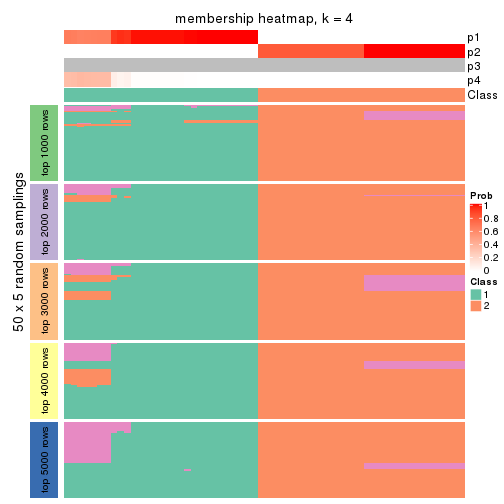 membership heatmap, k = 4
p1
p2
p3
p4
Class
50 x 5 random samplings
top 1000 rows
top 2000 rows
top 3000 rows
top 4000 rows
top 5000 rows
Prob
1
0.8
0.6
0.4
0.2
0
Class
1
2